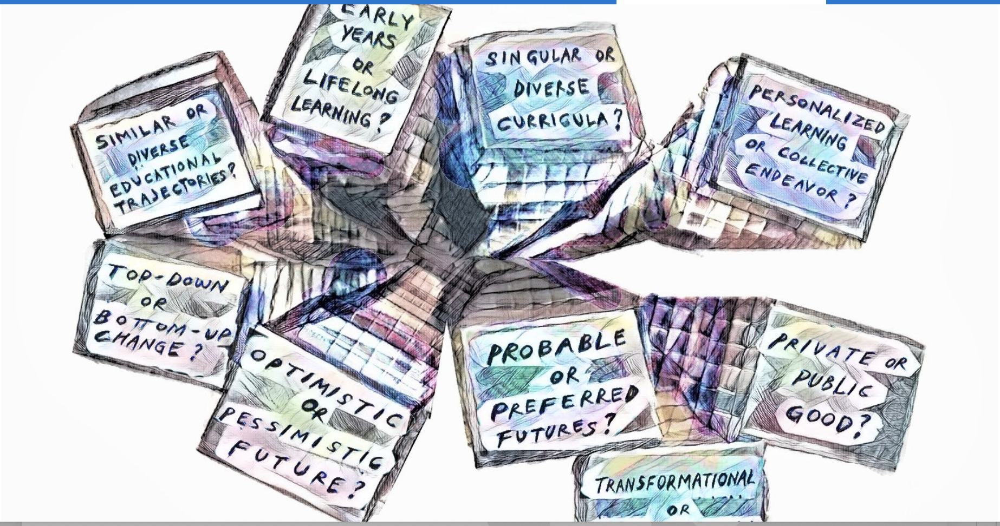 EARLY
YEARS
OR
LIFELONG
LEARNING?
SINGULAR OR
DIVERSE
CURRICULA?
PERSONALIZED
LEARNING
OR COLLECTIVE
ENDEAVOR?
SIMILAR OR
DIVERSE
EDUCATIONAL
TRAJECTORIES?
TOP-DOWN
OR
BOTTOM-UP
CHANGE?
OPTIMISTIC
OR
PESSIMISTIC
FUTURE?
PROBABLE
OR
PREFERRED
FUTURES?
PRIVATE OR
PUBLIC
GOOD?
TRANSFORMATIONAL
OR